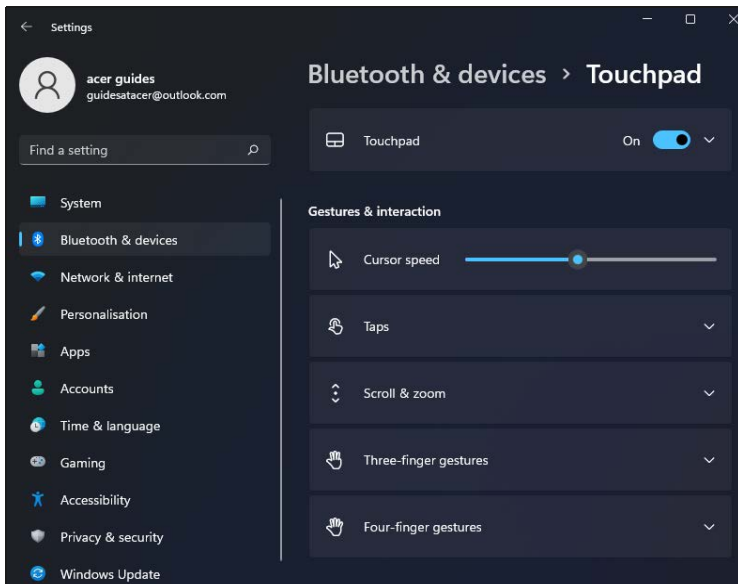 Settings
acer guides
guidesatacer@outlook.com
Find a setting
System
Bluetooth & devices
Network & internet
Personalisation
Apps
Accounts
Time & language
Gaming
Accessibility
Privacy & security
Windows Update
Bluetooth & devices > Touchpad
Touchpad On
Gestures & interaction
Cursor speed
Taps
Scroll & zoom
Three-finger gestures
Four-finger gestures